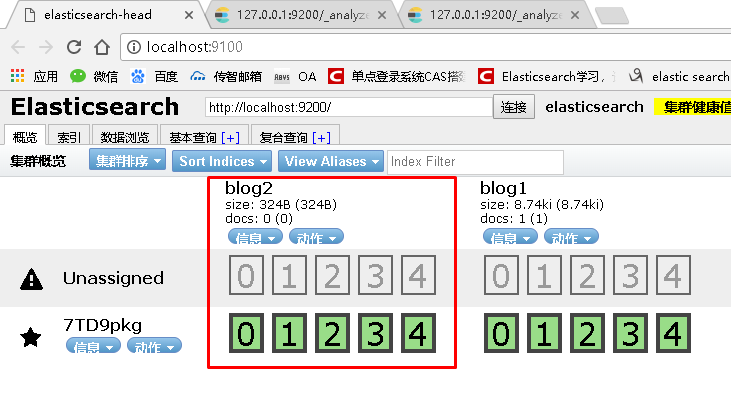 elasticsearch-head
127.0.0.1:9200/_analyze
127.0.0.1:9200/_analyze
localhost:9100
应用 微信 百度 传智邮箱 OA 单点登录系统CAS搭 Elasticsearch学习， elastic search
Elasticsearch http://localhost:9200/ 连接 elasticsearch 集群健康值
概览 索引 数据浏览 基本查询 [+] 复合查询 [+]
集群概览 集群排序 Sort Indices View Aliases Index Filter
blog2 blog1
size: 324B (324B) size: 8.74ki (8.74ki)
docs: 0 (0) docs: 1 (1)
信息 动作 信息 动作
Unassigned 0 1 2 3 4 0 1 2 3 4
7TD9pkg 0 1 2 3 4 0 1 2 3 4
信息 动作